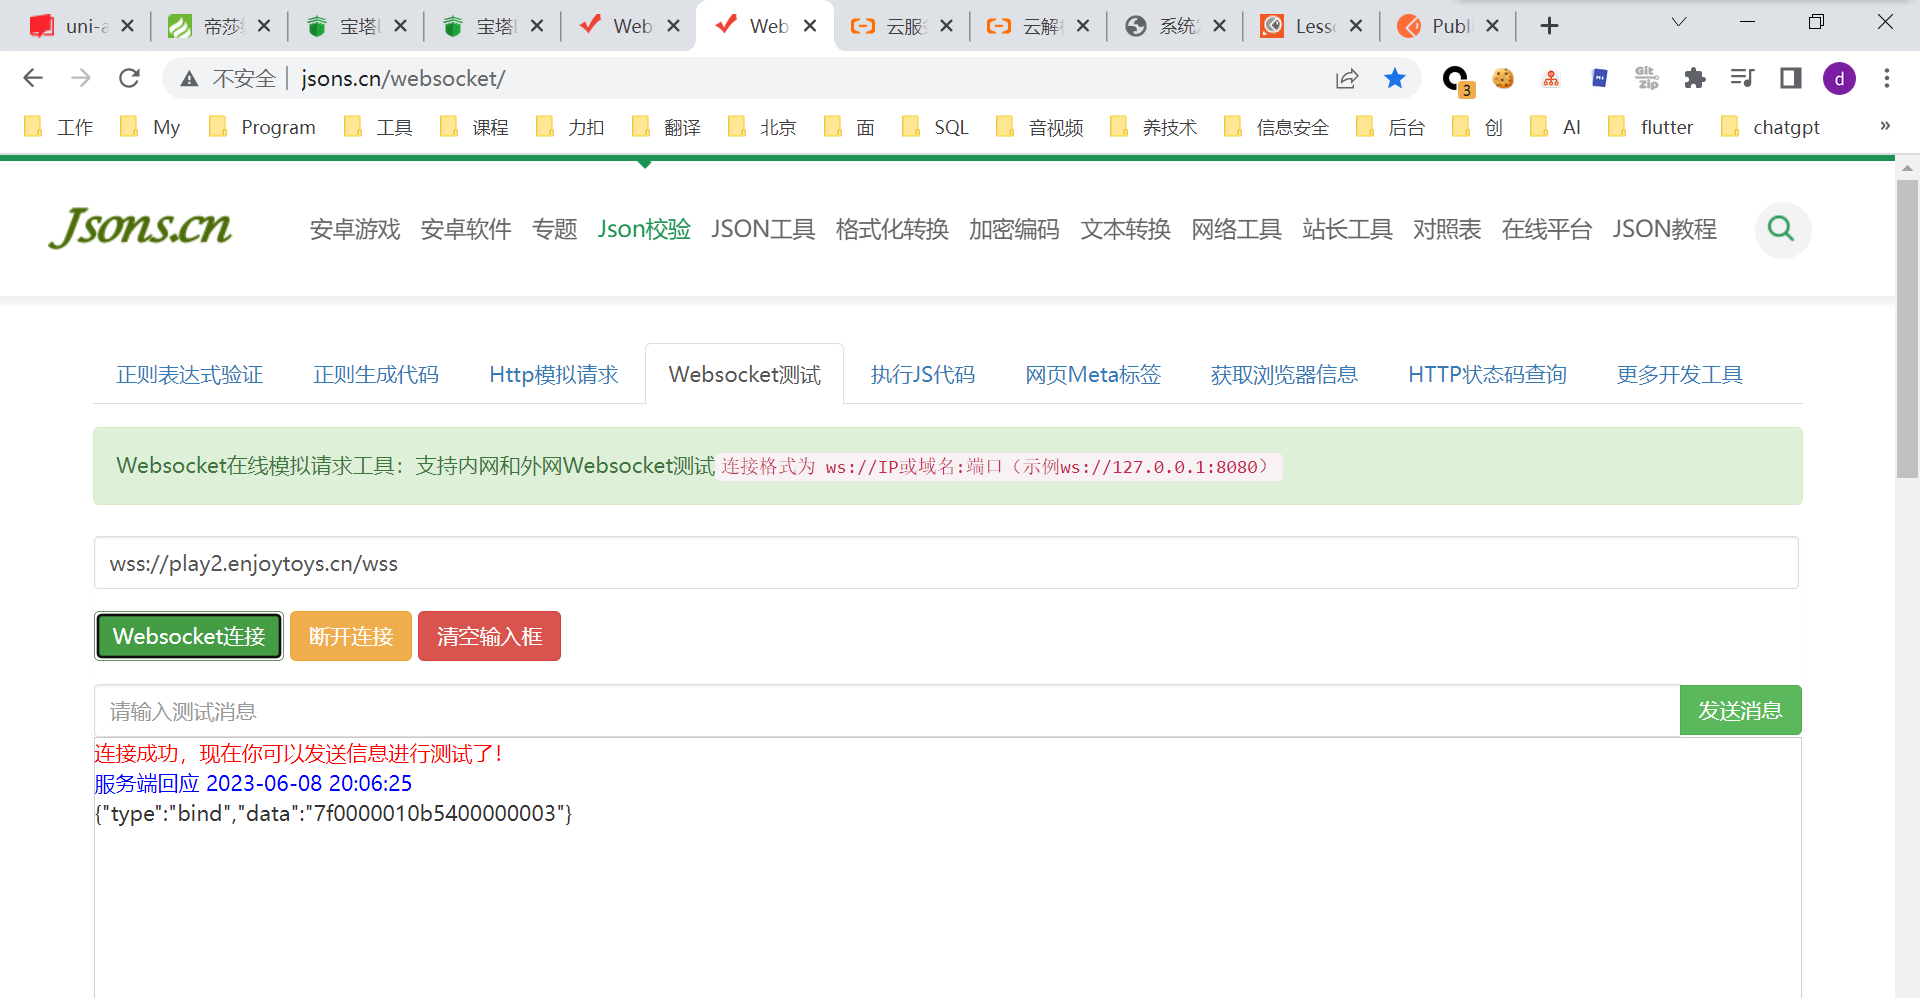 uni-a
帝莎纟
宝塔L
宝塔L
Web
Web
云服务
云解析
系统
Lesso
Publi
不安全 jsons.cn/websocket/
3
Git Zip
d
工作 My Program 工具 课程 力扣 翻译 北京 面 SQL 音视频 养技术 信息安全 后台 创 AI flutter chatgpt »
Jsons.cn 安卓游戏 安卓软件 专题 Json校验 JSON工具 格式化转换 加密编码 文本转换 网络工具 站长工具 对照表 在线平台 JSON教程
正则表达式验证 正则生成代码 Http模拟请求 Websocket测试 执行JS代码 网页Meta标签 获取浏览器信息 HTTP状态码查询 更多开发工具
Websocket在线模拟请求工具：支持内网和外网Websocket测试 连接格式为 ws://IP或域名:端口（示例ws://127.0.0.1:8080）
wss://play2.enjoytoys.cn/wss
Websocket连接 断开连接 清空输入框
请输入测试消息 发送消息
连接成功，现在你可以发送信息进行测试了！
服务端回应 2023-06-08 20:06:25
{"type":"bind","data":"7f0000010b5400000003"}